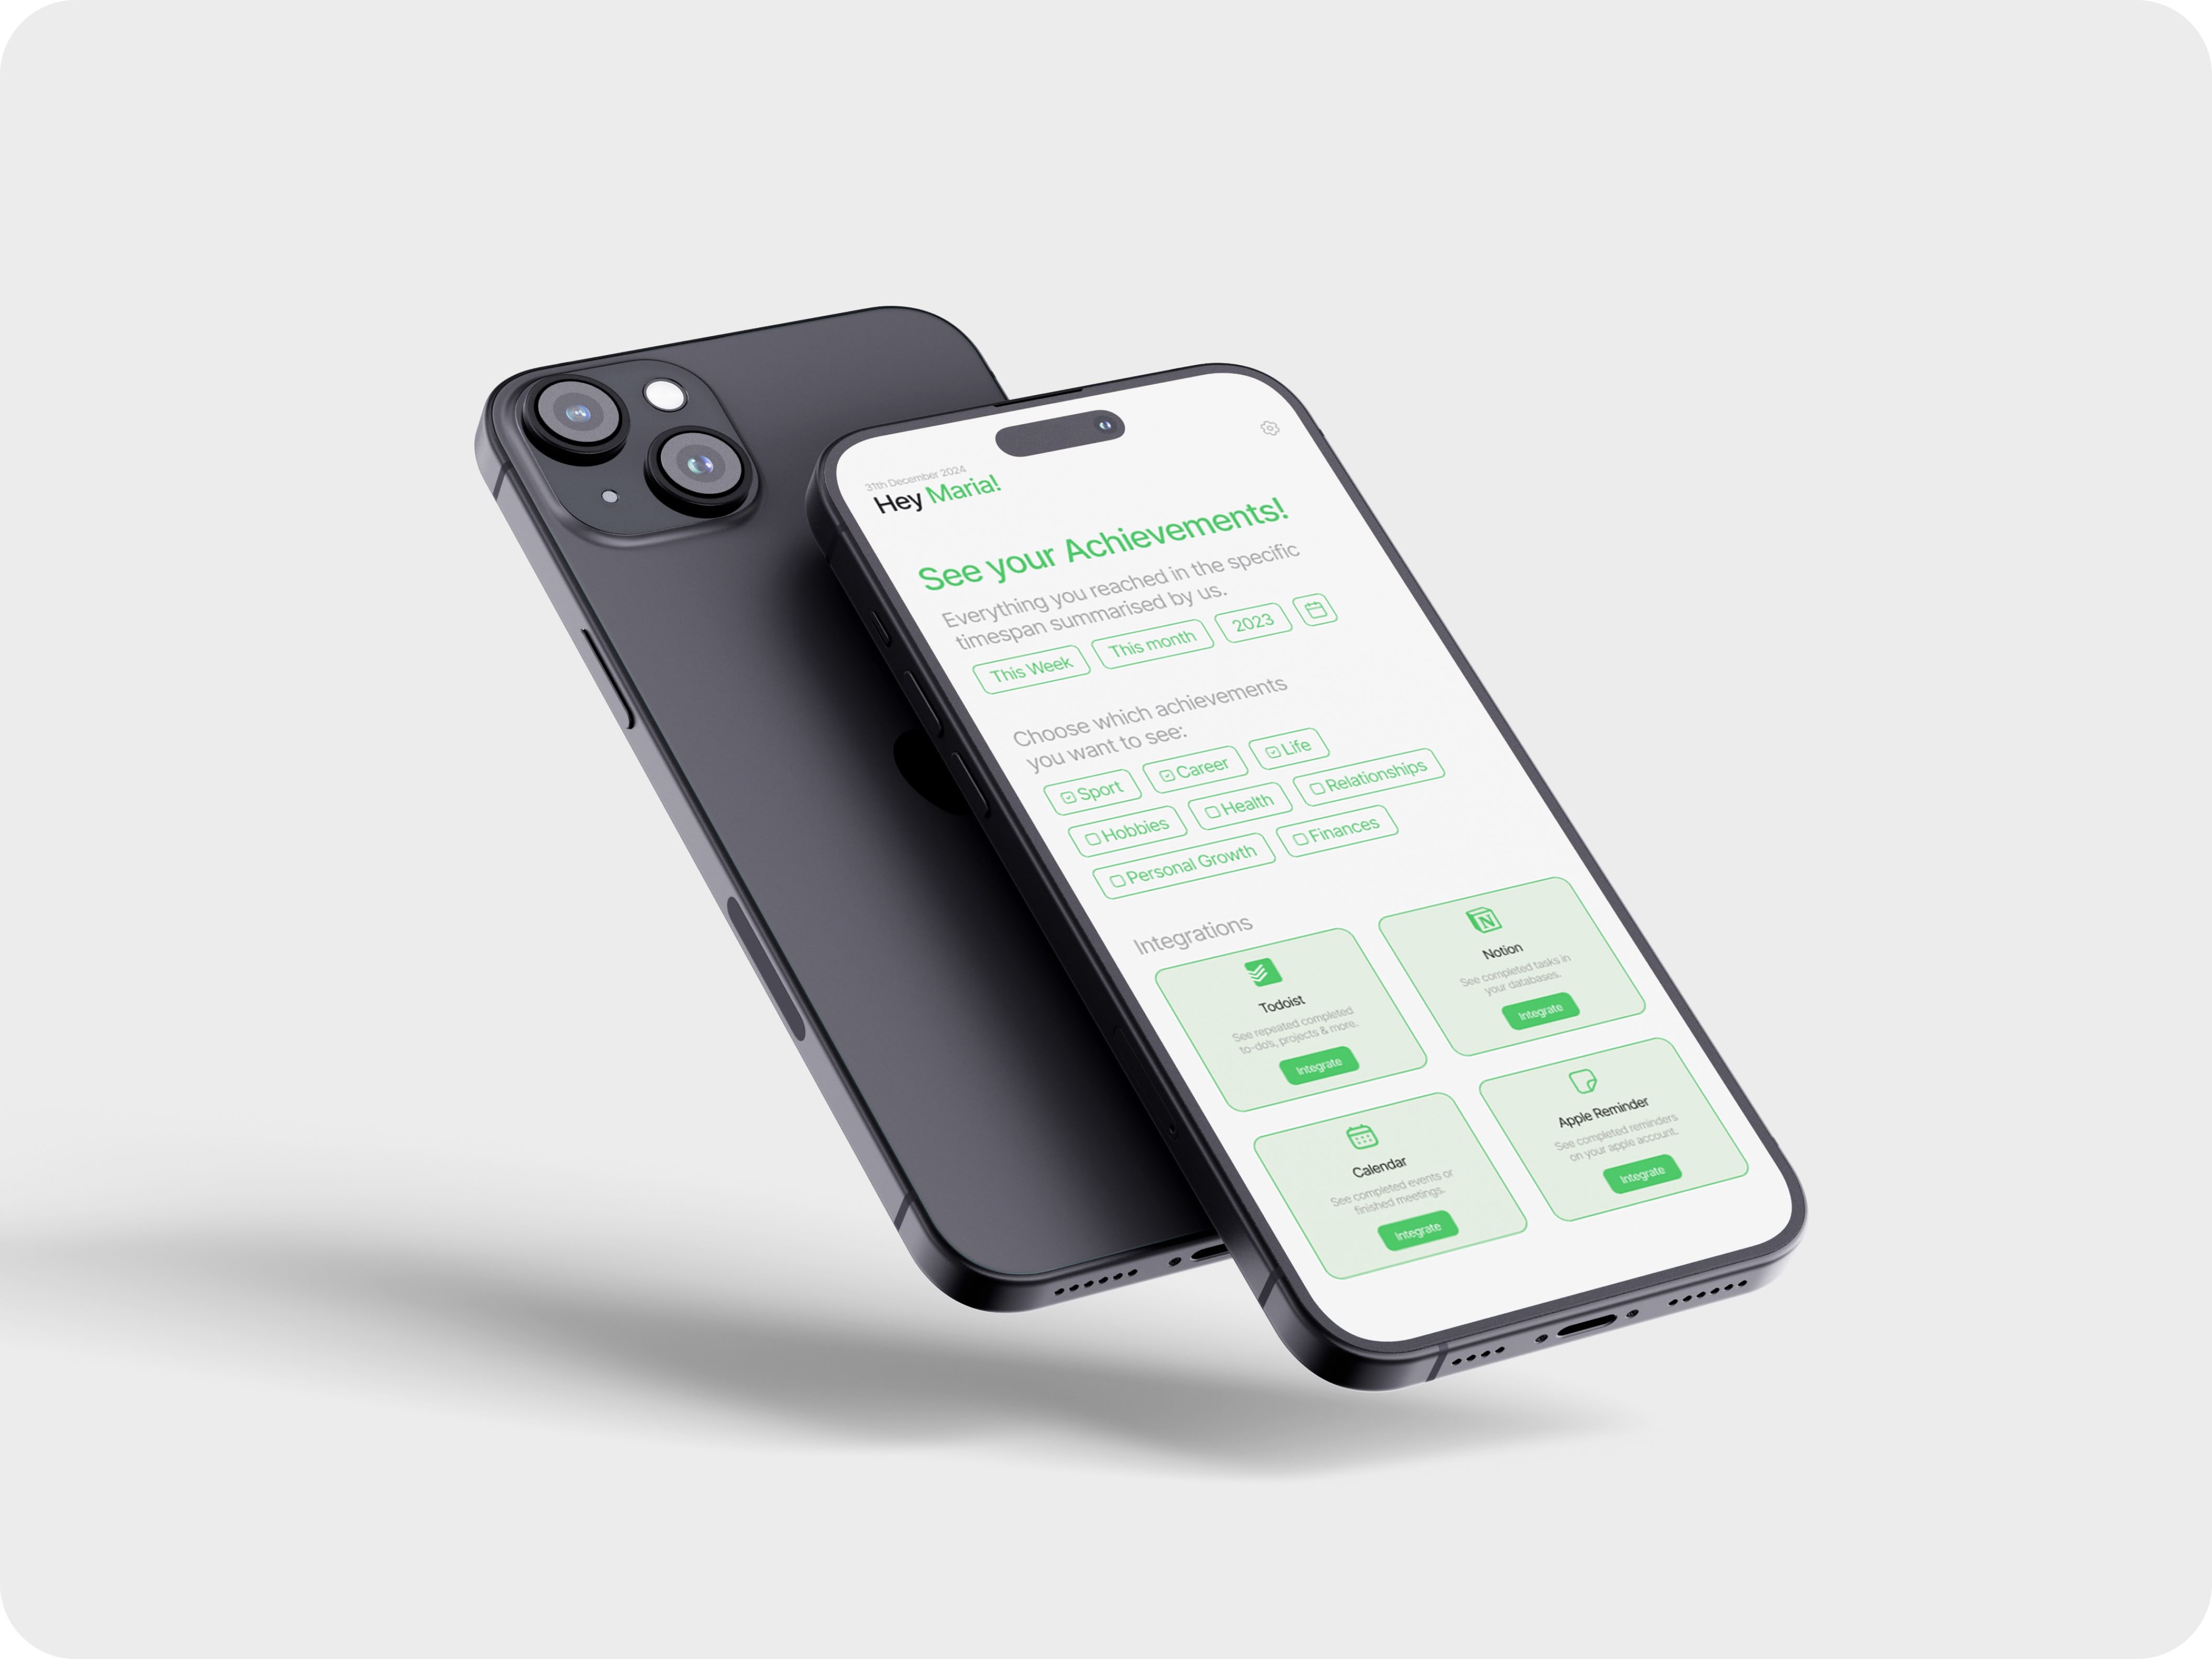 31th December 2024
Hey Maria!
See your Achievements!
Everything you reached in the specific
timespan summarised by us.
This Week
This month
2023
Choose which achievements
you want to see:
Sport
Career
Life
Hobbies
Health
Relationships
Personal Growth
Finances
Integrations
Todoist
See repeated completed
to-do's, projects & more.
Integrate
N
Notion
See completed tasks in
your databases.
Integrate
Calendar
See completed events or
finished meetings.
Integrate
Apple Reminder
See completed reminders
on your apple account.
Integrate